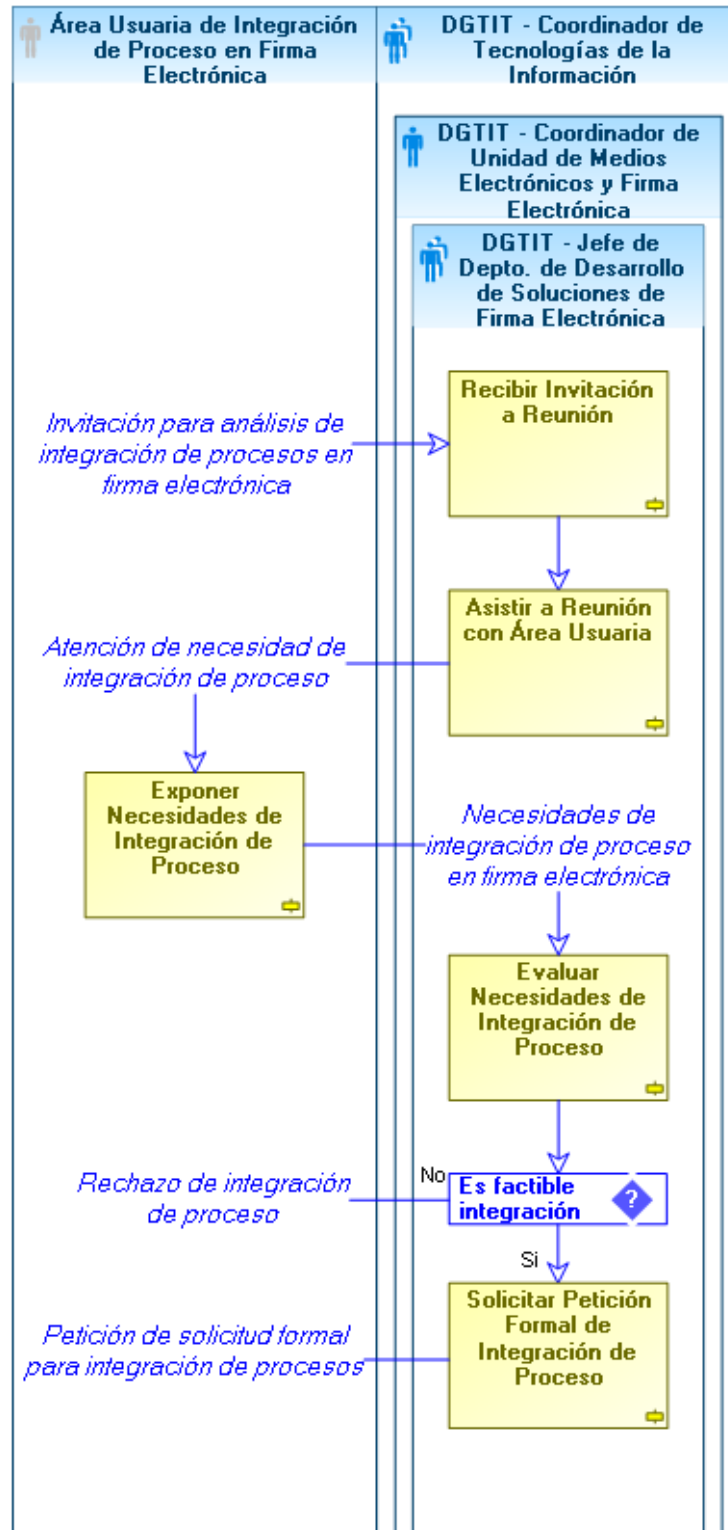 Área Usuaria de Integración
de Proceso en Firma
Electrónica
DGTIT - Coordinador de
Tecnologías de la
Información
DGTIT - Coordinador de
Unidad de Medios
Electrónicos y Firma
Electrónica
DGTIT - Jefe de
Depto. de Desarrollo
de Soluciones de
Firma Electrónica
Recibir Invitación
a Reunión
Invitación para análisis de
integración de procesos en
firma electrónica
Asistir a Reunión
con Área Usuaria
Atención de necesidad de
integración de proceso
Exponer
Necesidades de
Integración de
Proceso
Necesidades de
integración de proceso
en firma electrónica
Evaluar
Necesidades de
Integración de
Proceso
Rechazo de integración
de proceso
No
Es factible
integración
?
Si
Solicitar Petición
Formal de
Integración de
Proceso
Petición de solicitud formal
para integración de procesos